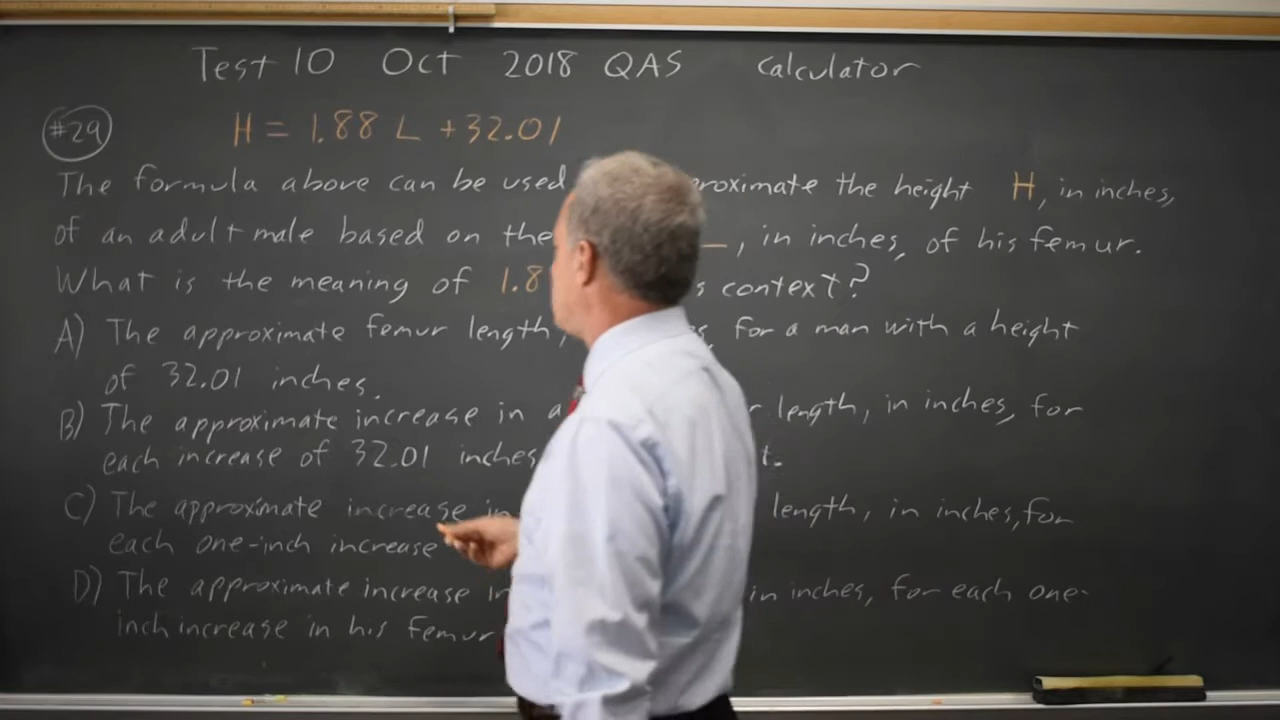 Test 10 Oct 2018 QAS calculator
#29 H = 1.88 L + 32.01
The formula above can be used the height H, in inches,
of an adult male based on the , in inches, of his femur.
What is the meaning of context?
A) The approximate femur length, for a man with a height
of 32.01 inches.
B) The approximate increase in a length, in inches, for
each increase of 32.01 inches
C) The approximate increase in length, in inches, for
each one-inch increase
D) The approximate increase in inches, for each one-
inch increase in his femur